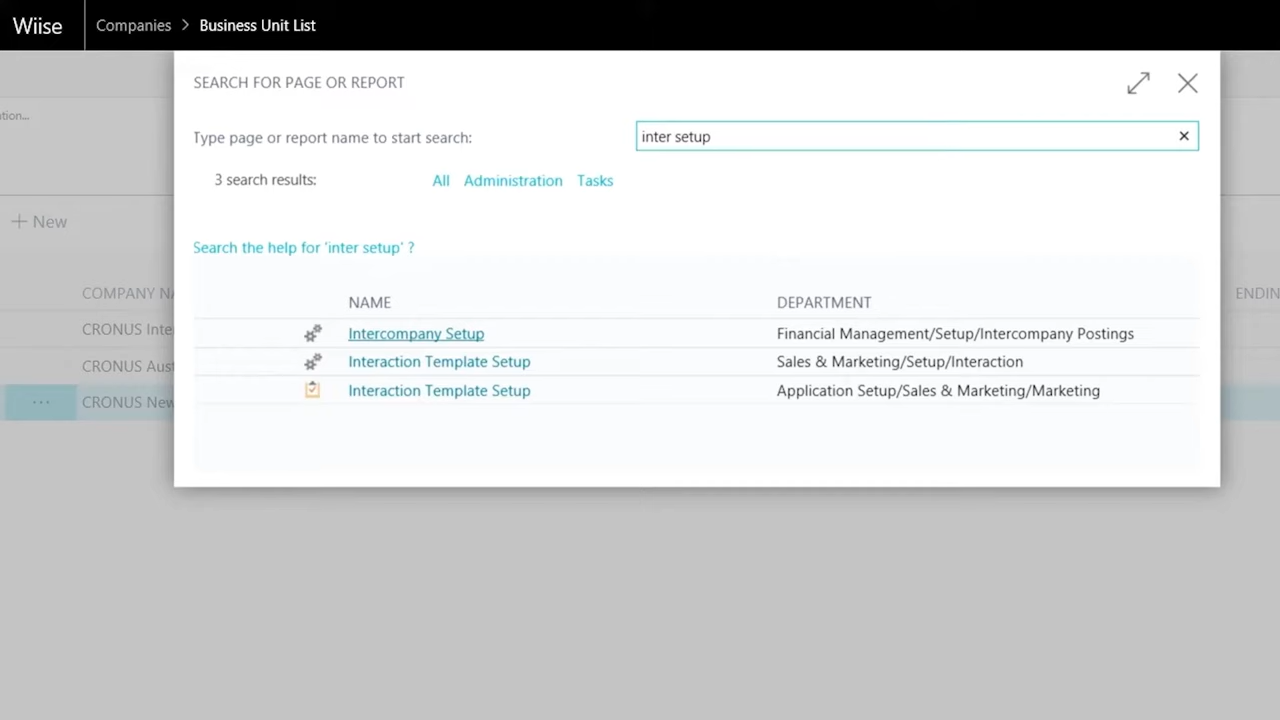 Wiise Companies > Business Unit List
SEARCH FOR PAGE OR REPORT
tion...
Type page or report name to start search: inter setup
3 search results: All Administration Tasks
+ New
Search the help for 'inter setup' ?
COMPANY NA ENDIN
NAME DEPARTMENT
CRONUS Inte
Intercompany Setup Financial Management/Setup/Intercompany Postings
Interaction Template Setup Sales & Marketing/Setup/Interaction
CRONUS Aust
Interaction Template Setup Application Setup/Sales & Marketing/Marketing
... CRONUS New